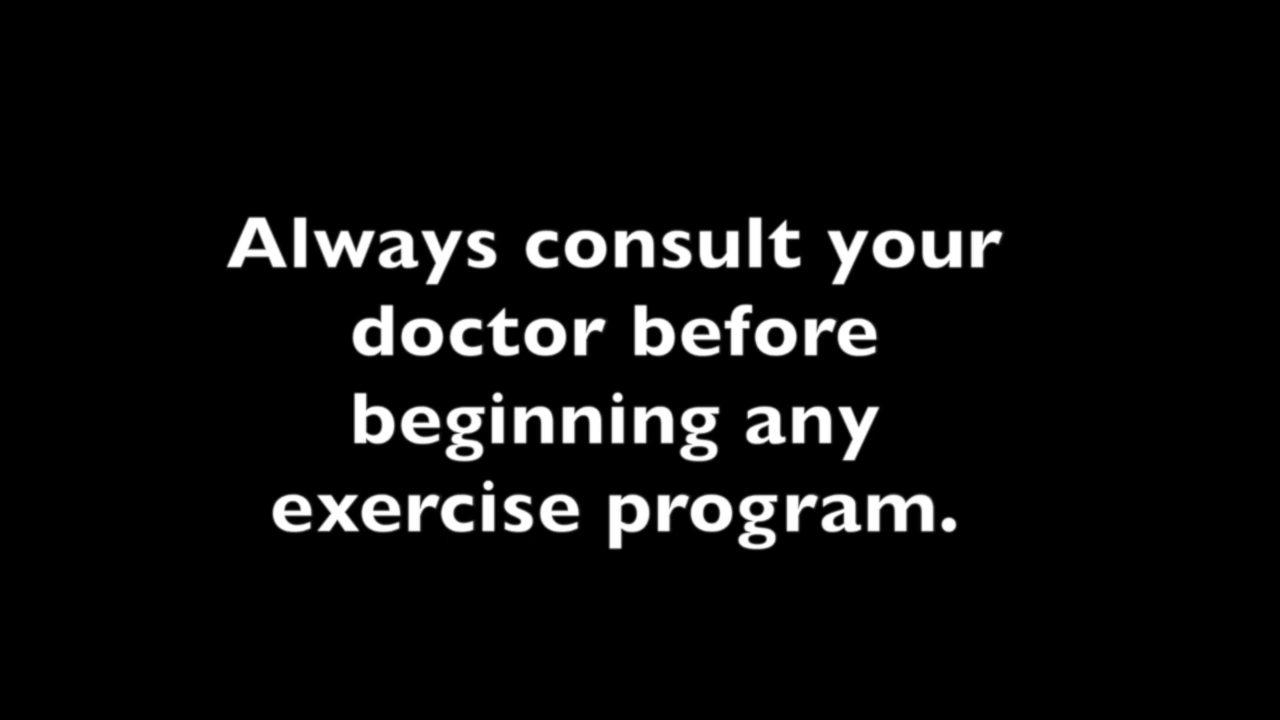 Always consult your
doctor before
beginning any
exercise program.